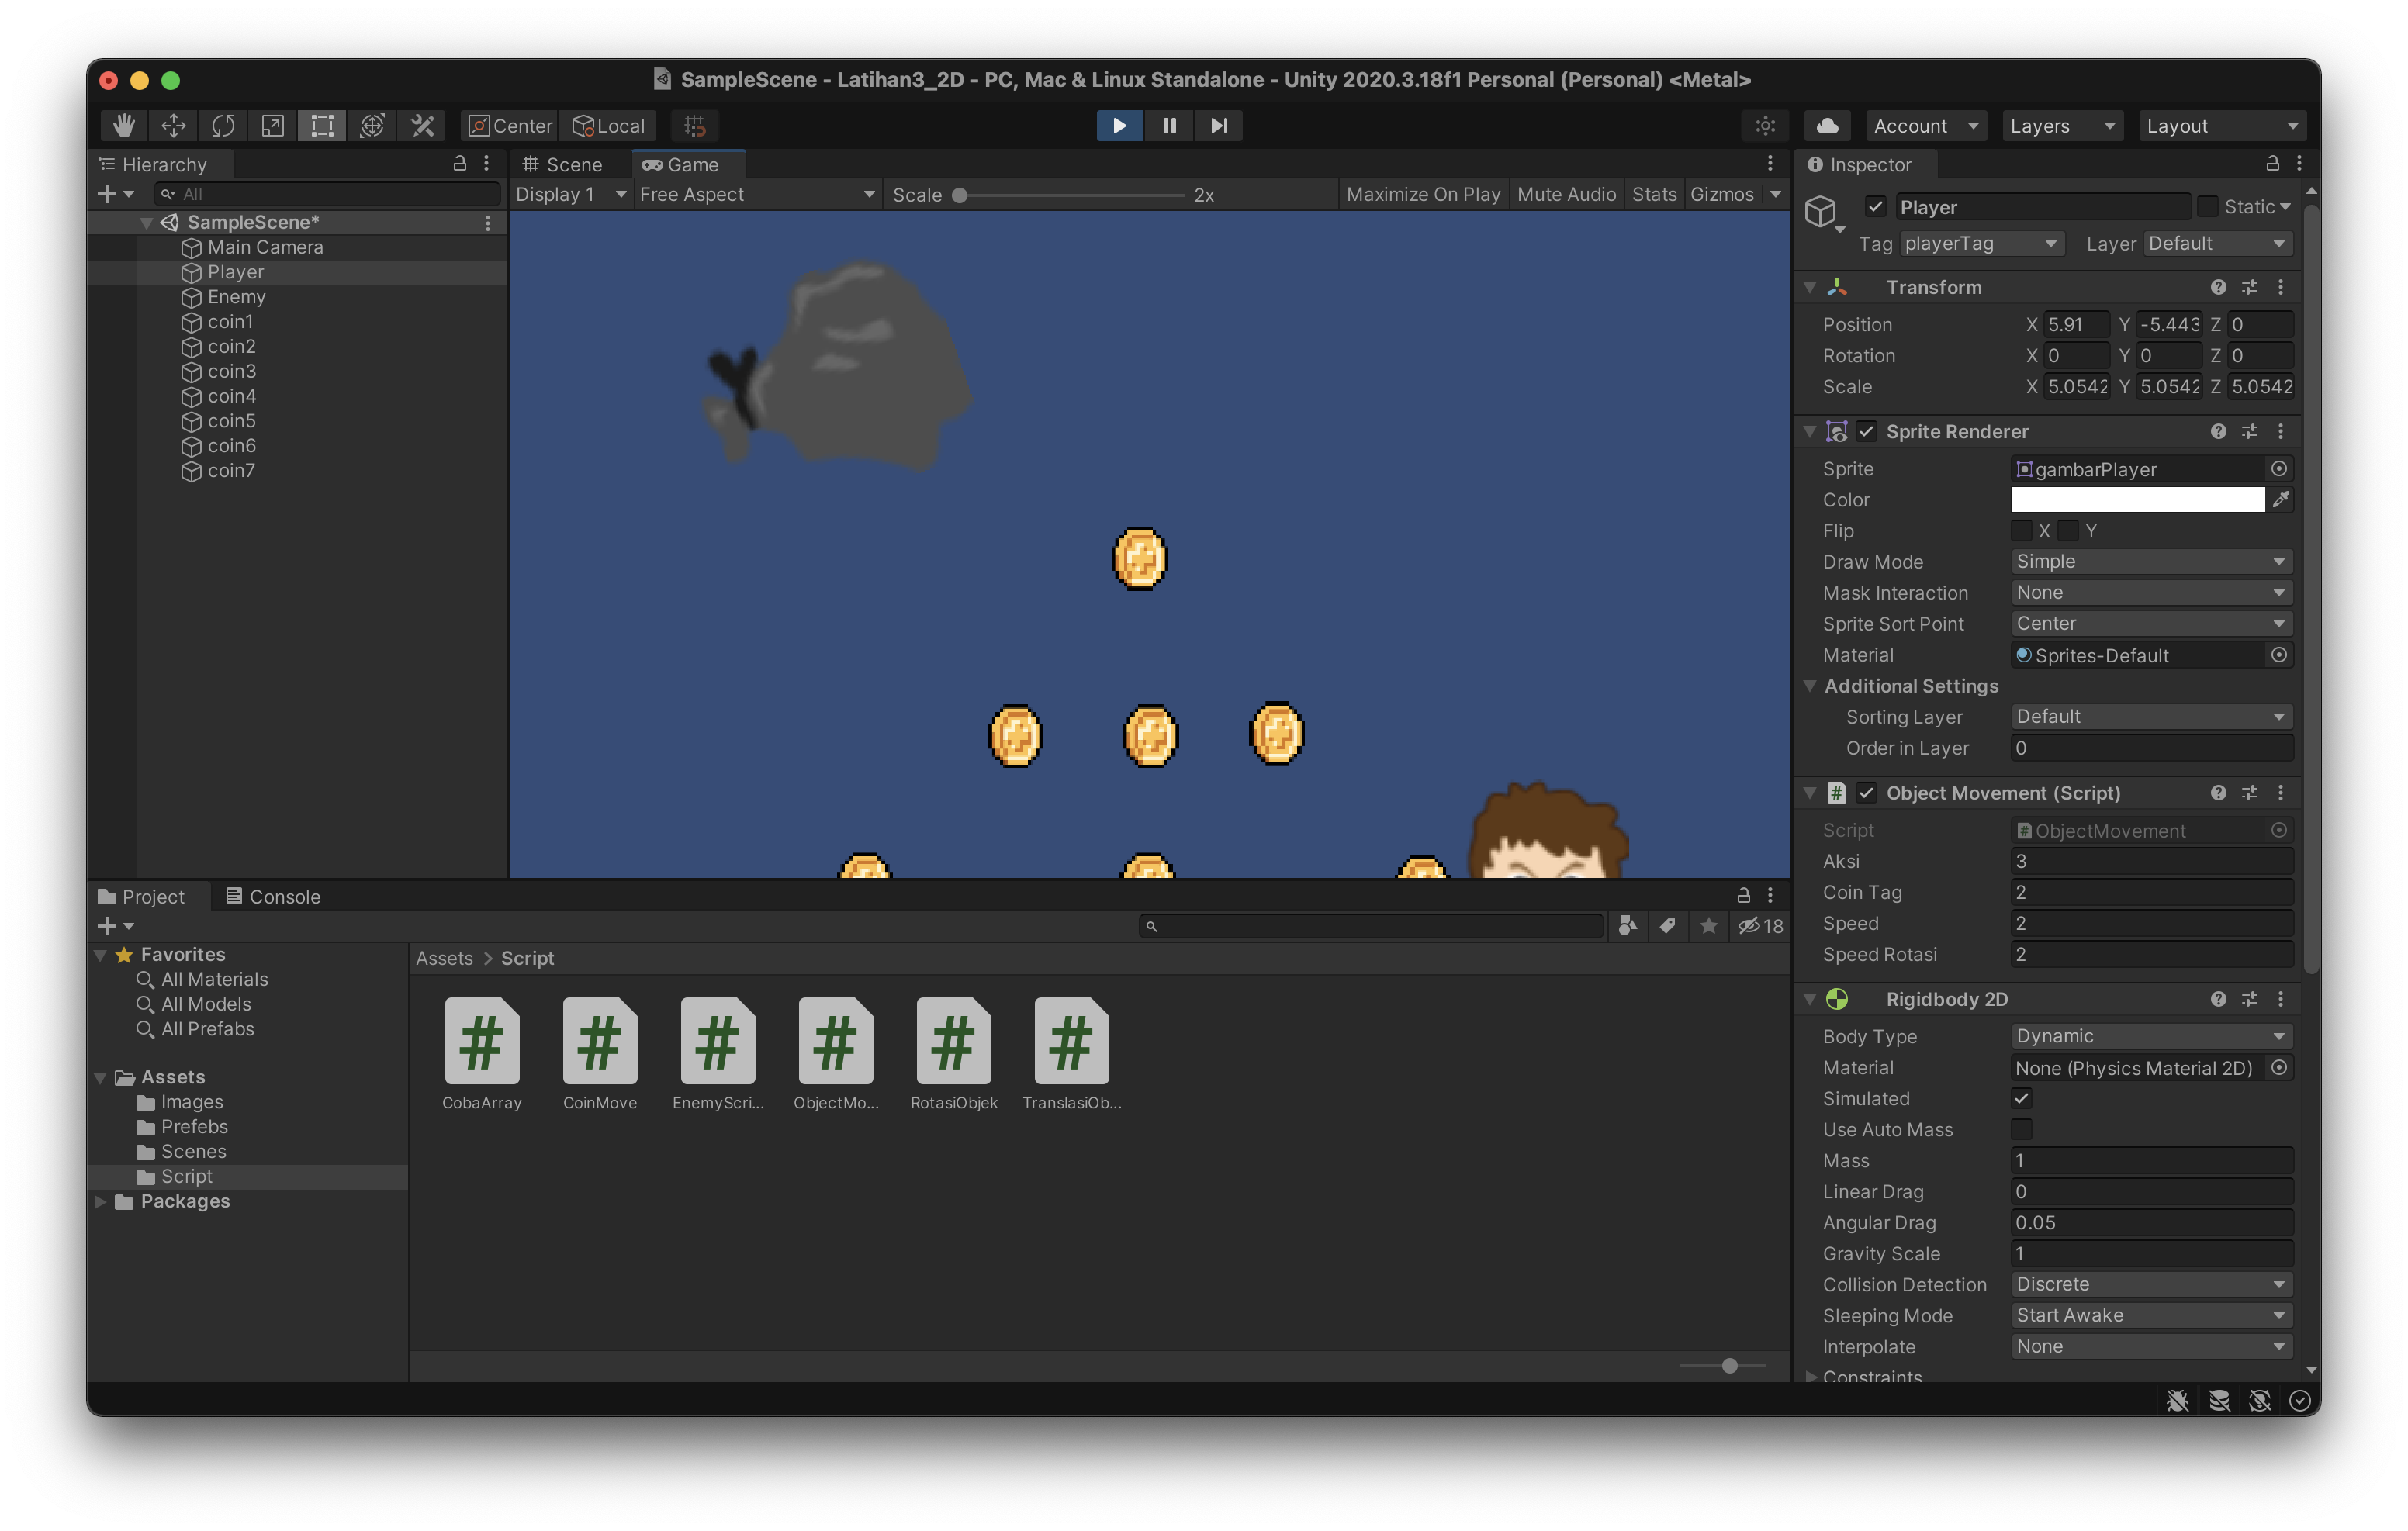 SampleScene - Latihan3_2D - PC, Mac & Linux Standalone - Unity 2020.3.18f1 Personal (Personal) <Metal>
Center Local Account Layers Layout
Hierarchy
All
SampleScene*
Main Camera
Player
Enemy
coin1
coin2
coin3
coin4
coin5
coin6
coin7
Scene Game
Display 1 Free Aspect Scale 2x Maximize On Play Mute Audio Stats Gizmos
Inspector
Player Static
Tag playerTag Layer Default
Transform
Position X 5.91 Y -5.443 Z 0
Rotation X 0 Y 0 Z 0
Scale X 5.0542 Y 5.0542 Z 5.0542
Sprite Renderer
Sprite gambarPlayer
Color
Flip X Y
Draw Mode Simple
Mask Interaction None
Sprite Sort Point Center
Material Sprites-Default
Additional Settings
Sorting Layer Default
Order in Layer 0
# Object Movement (Script)
Script # ObjectMovement
Aksi 3
Coin Tag 2
Speed 2
Speed Rotasi 2
Rigidbody 2D
Body Type Dynamic
Material None (Physics Material 2D)
Simulated
Use Auto Mass
Mass 1
Linear Drag 0
Angular Drag 0.05
Gravity Scale 1
Collision Detection Discrete
Sleeping Mode Start Awake
Interpolate None
Constraints
Project Console
18
Favorites
All Materials
All Models
All Prefabs
Assets
Images
Prefebs
Scenes
Script
Packages
Assets > Script
# # # # # #
CobaArray CoinMove EnemyScri... ObjectMo... RotasiObjek TranslasiOb...